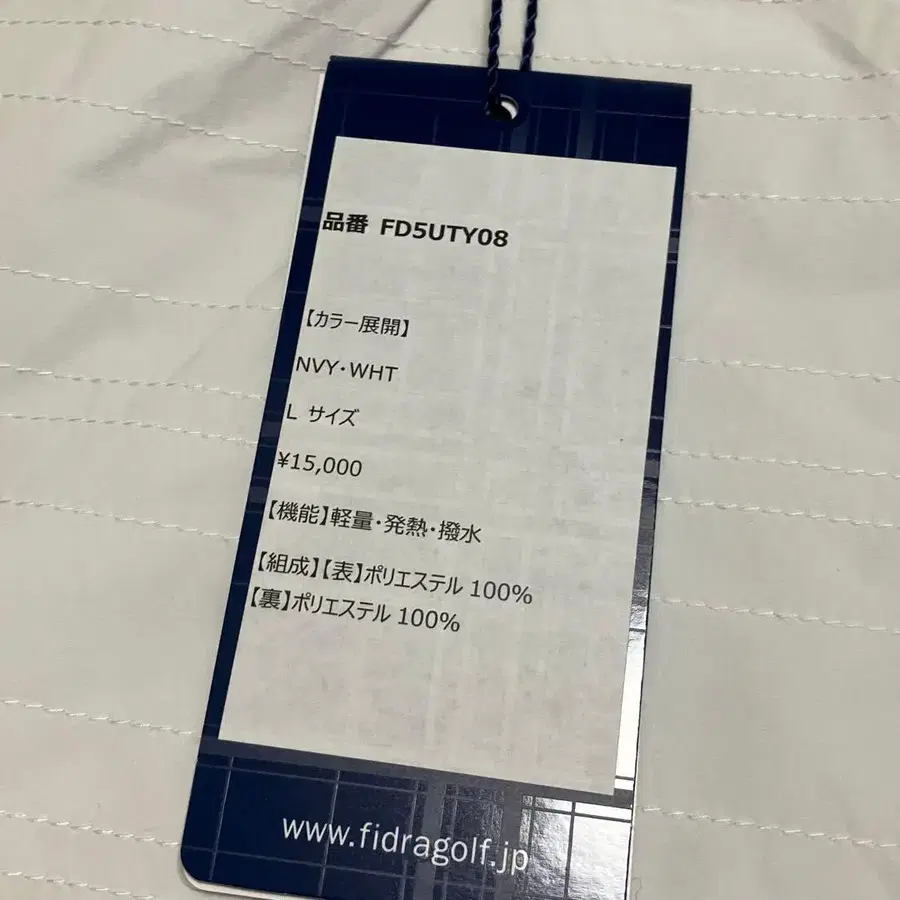 品番 FD5UTY08
【カラー展開】
NVY・WHT
L サイズ
¥15,000
【機能】軽量・発熱・撥水
【組成】【表】ポリエステル 100%
【裏】ポリエステル 100%
www.fidragolf.jp